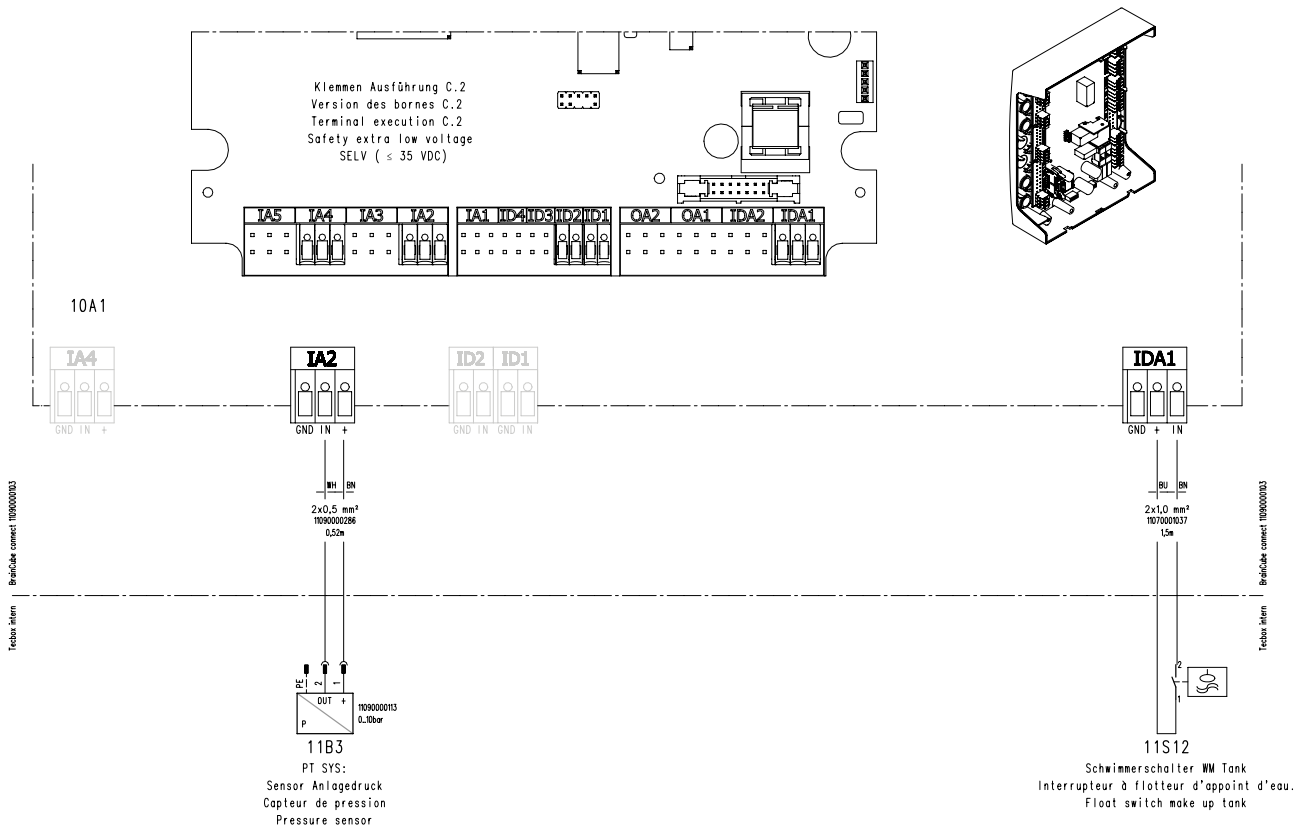 Klemmen Ausführung C.2
Version des bornes C.2
Terminal execution C.2
Safety extra low voltage
SELV ( ≤ 35 VDC)
IA5 IA4 IA3 IA2 IA1 ID4 ID3 ID2 ID1 OA2 OA1 IDA2 IDA1
10A1
IA4 IA2 ID2 ID1 IDA1
GND IN + GND IN + GND IN GND IN GND + IN
WH BN BU BN
2x0,5 mm² 2x1,0 mm²
11090000286 11070001037
0,52m 1,5m
BrainCube connect 11090000103
BrainCube connect 11090000103
Tecbox intern
Tecbox intern
PE 2 1
OUT +
P
11090000113
0...10bar
2
1
11B3
PT SYS:
Sensor Anlagedruck
Capteur de pression
Pressure sensor
11S12
Schwimmerschalter WM Tank
Interrupteur à flotteur d'appoint d'eau.
Float switch make up tank